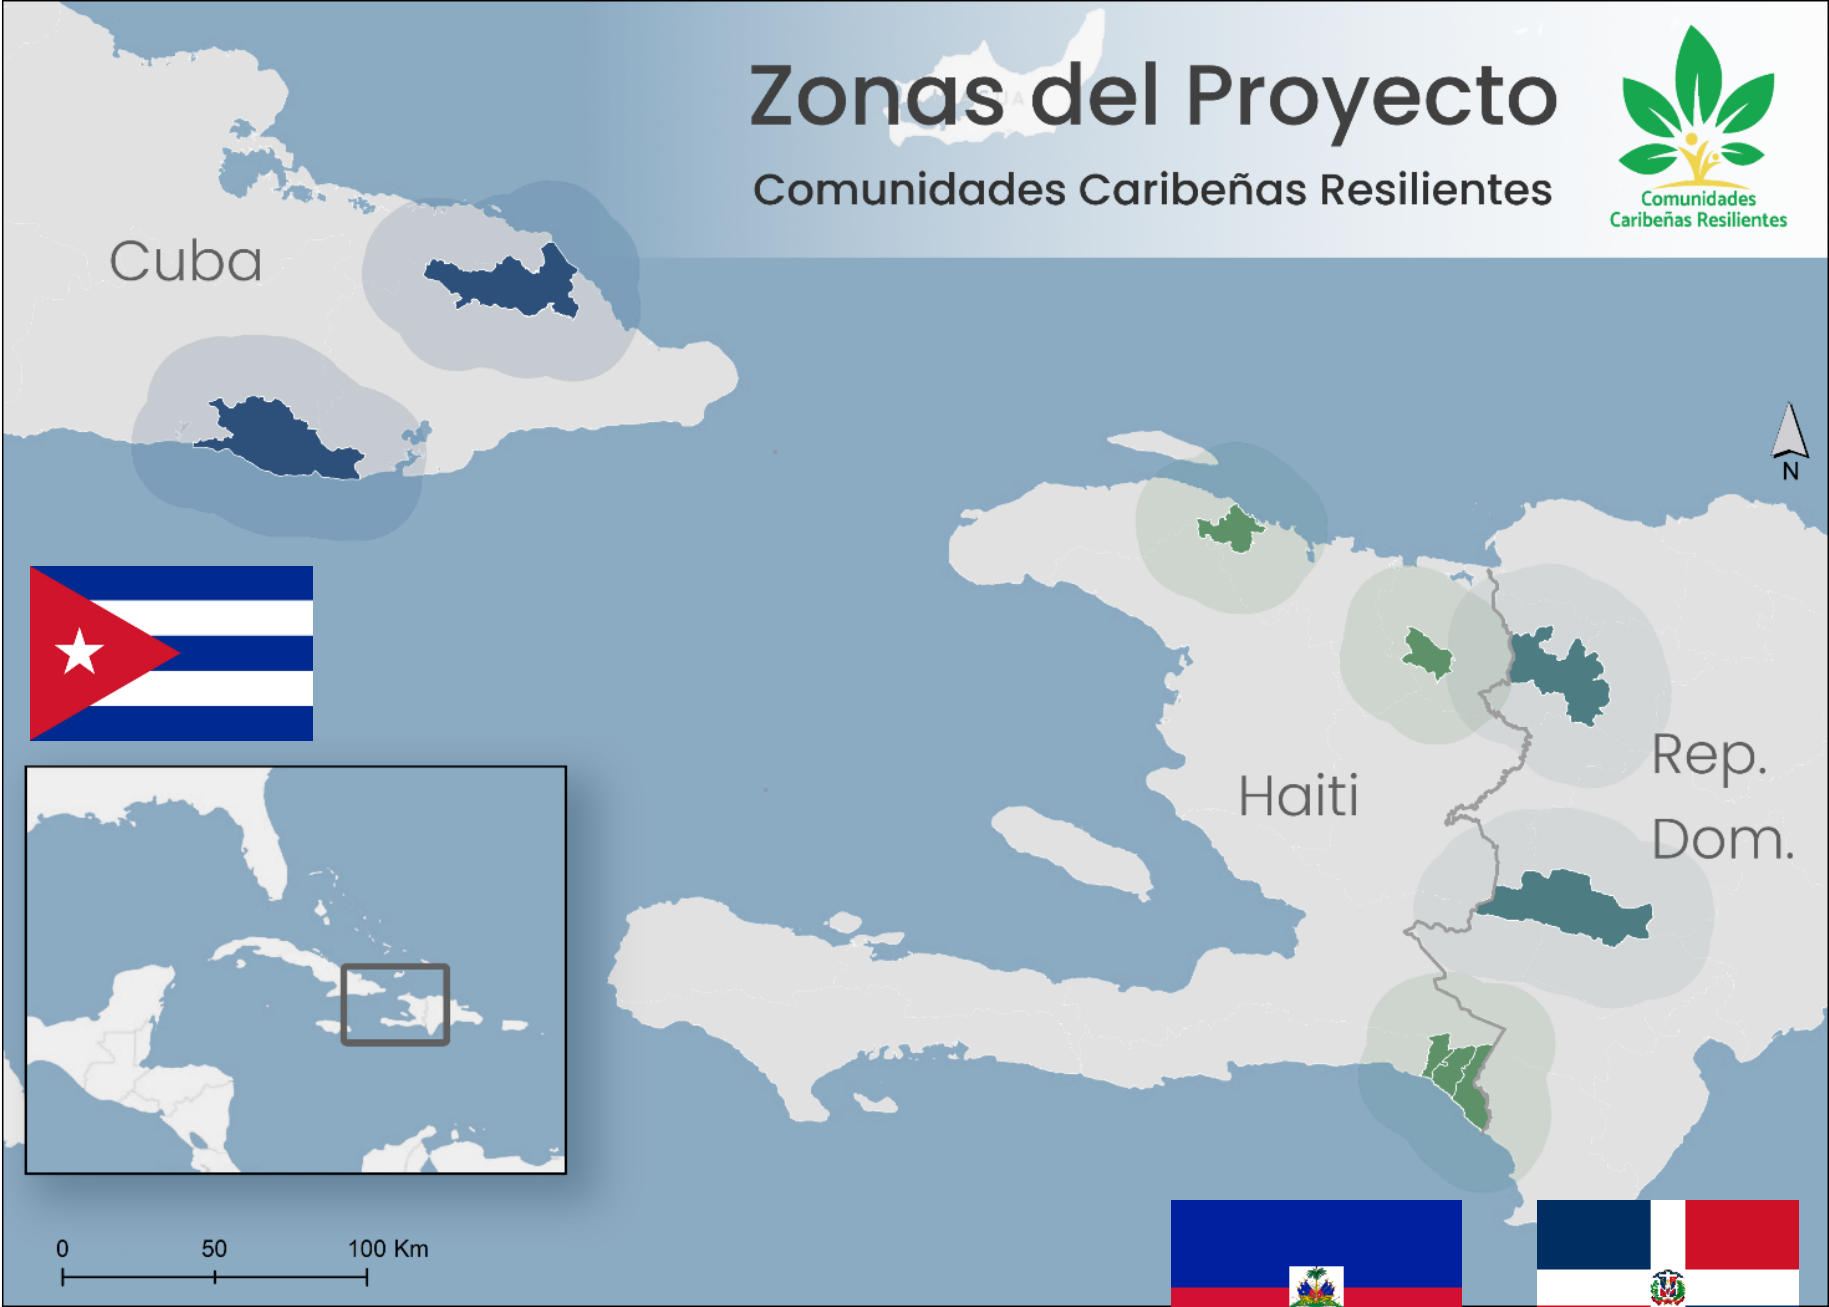 Zonas del Proyecto
Comunidades Caribeñas Resilientes
Comunidades
Caribeñas Resilientes
Cuba
N
Haiti
Rep.
Dom.
0 50 100 Km